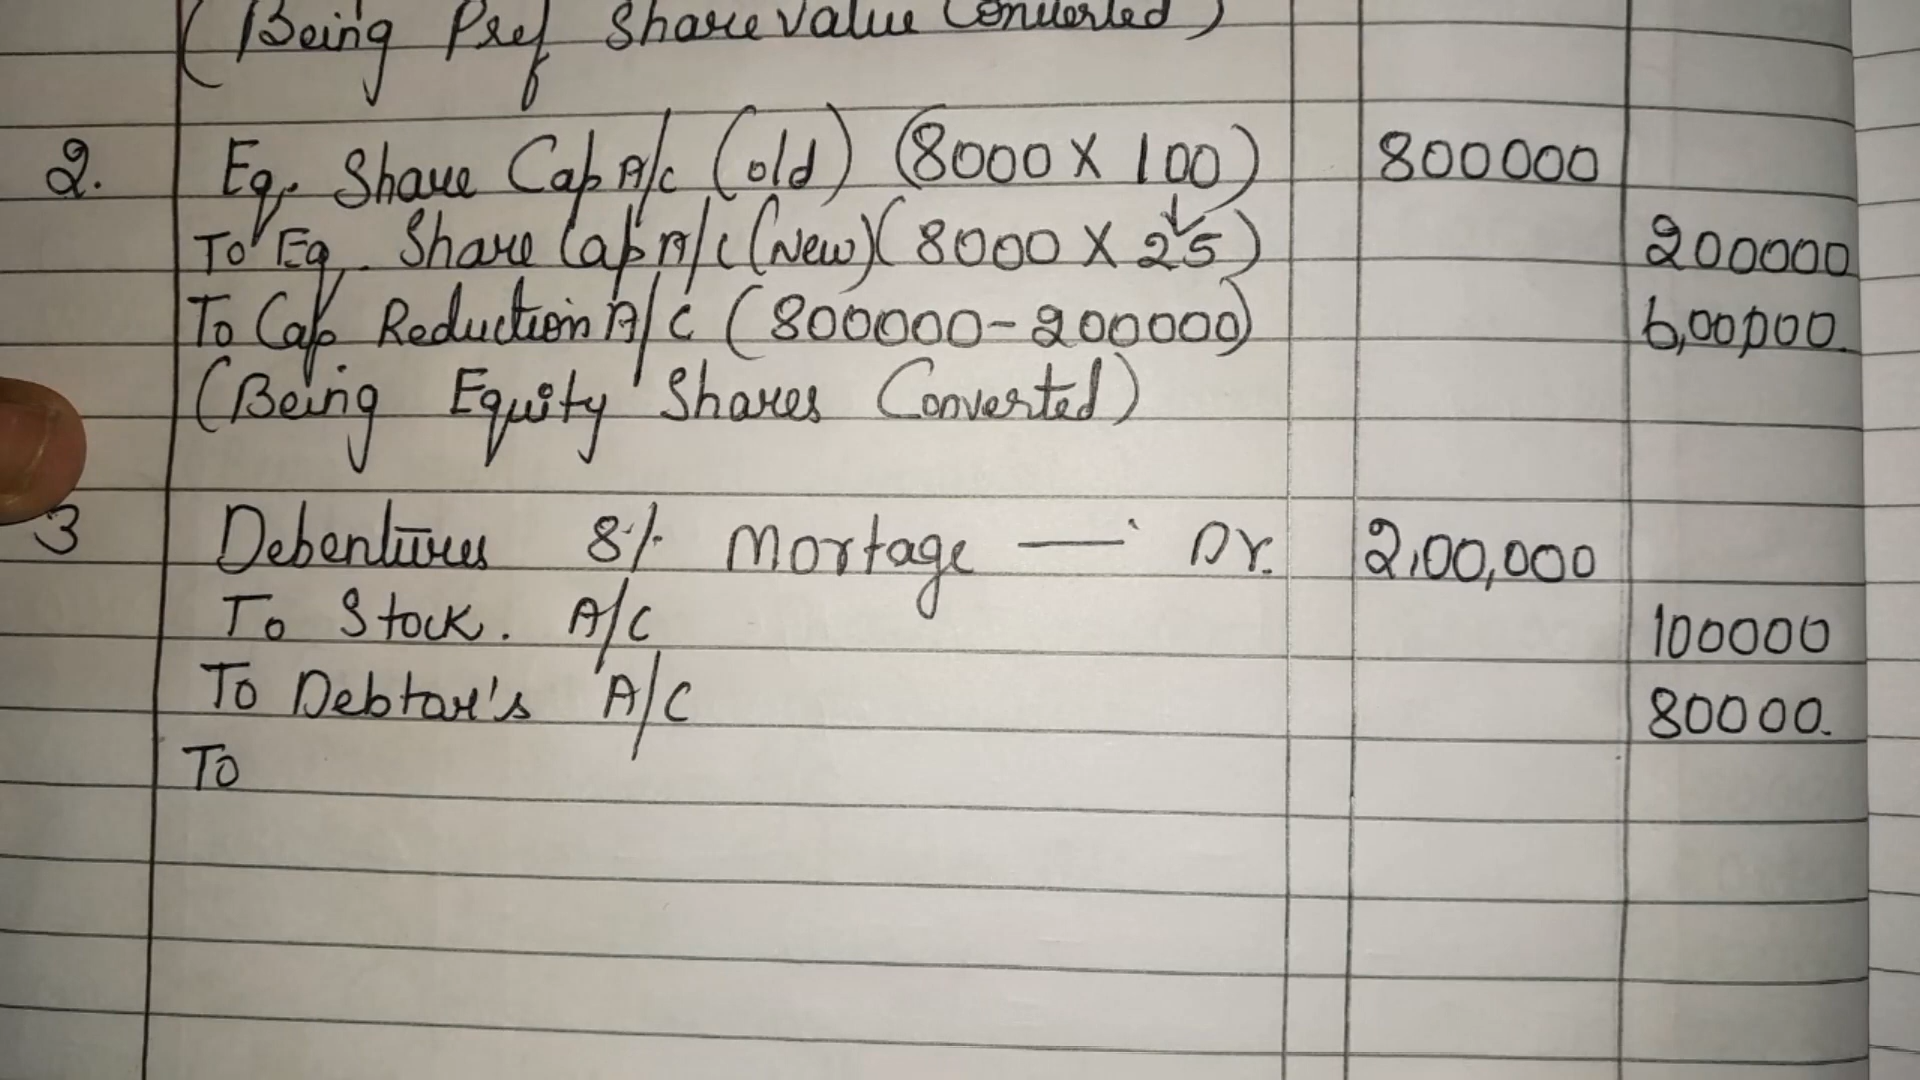 (Being Pref Share Value Converted)
2. Eq. Share Cap A/c (old) (8000 X 100) 800000
To Eq. Share Cap A/c (New) (8000 X 25) 200000
To Cap Reduction A/c (800000-200000) 6,00,000
(Being Equity Shares Converted)
3 Debentures 8% Mortage — Dr. 2,00,000
To Stock. A/C 100000
To Debtor's A/C 80000.
To